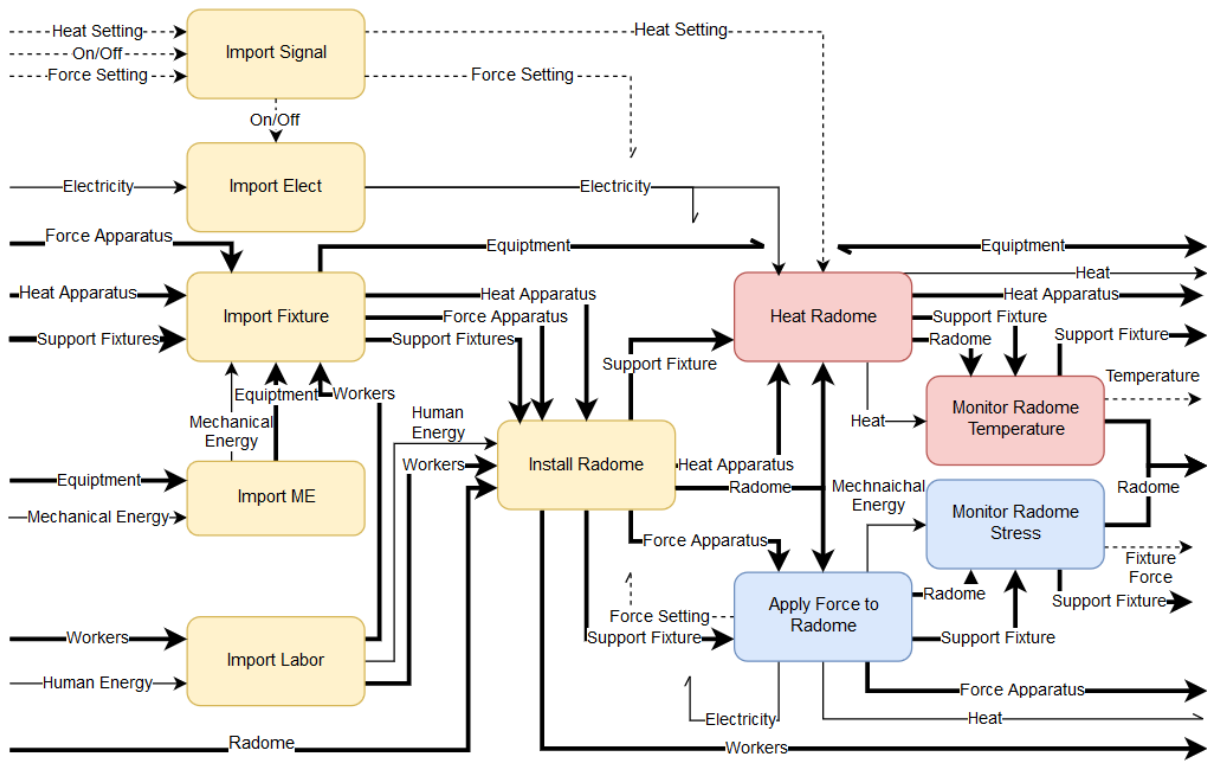 Heat Setting
On/Off
Force Setting
Import Signal
Heat Setting
Force Setting
On/Off
Electricity
Import Elect
Electricity
Force Apparatus
Equiptment
Equiptment
Heat
Heat Apparatus
Import Fixture
Heat Apparatus
Heat Radome
Heat Apparatus
Force Apparatus
Support Fixture
Support Fixtures
Support Fixtures
Radome
Support Fixture
Support Fixture
Temperature
Equiptment
Workers
Mechanical
Energy
Human
Energy
Heat
Monitor Radome
Temperature
Workers
Install Radome
Heat Apparatus
Radome
Equiptment
Import ME
Mechanical Energy
Mechnaichal
Energy
Radome
Monitor Radome
Stress
Force Apparatus
Fixture
Force
Radome
Support Fixture
Force Setting
Apply Force to
Radome
Workers
Support Fixture
Support Fixture
Import Labor
Human Energy
Force Apparatus
Electricity
Heat
Radome
Workers